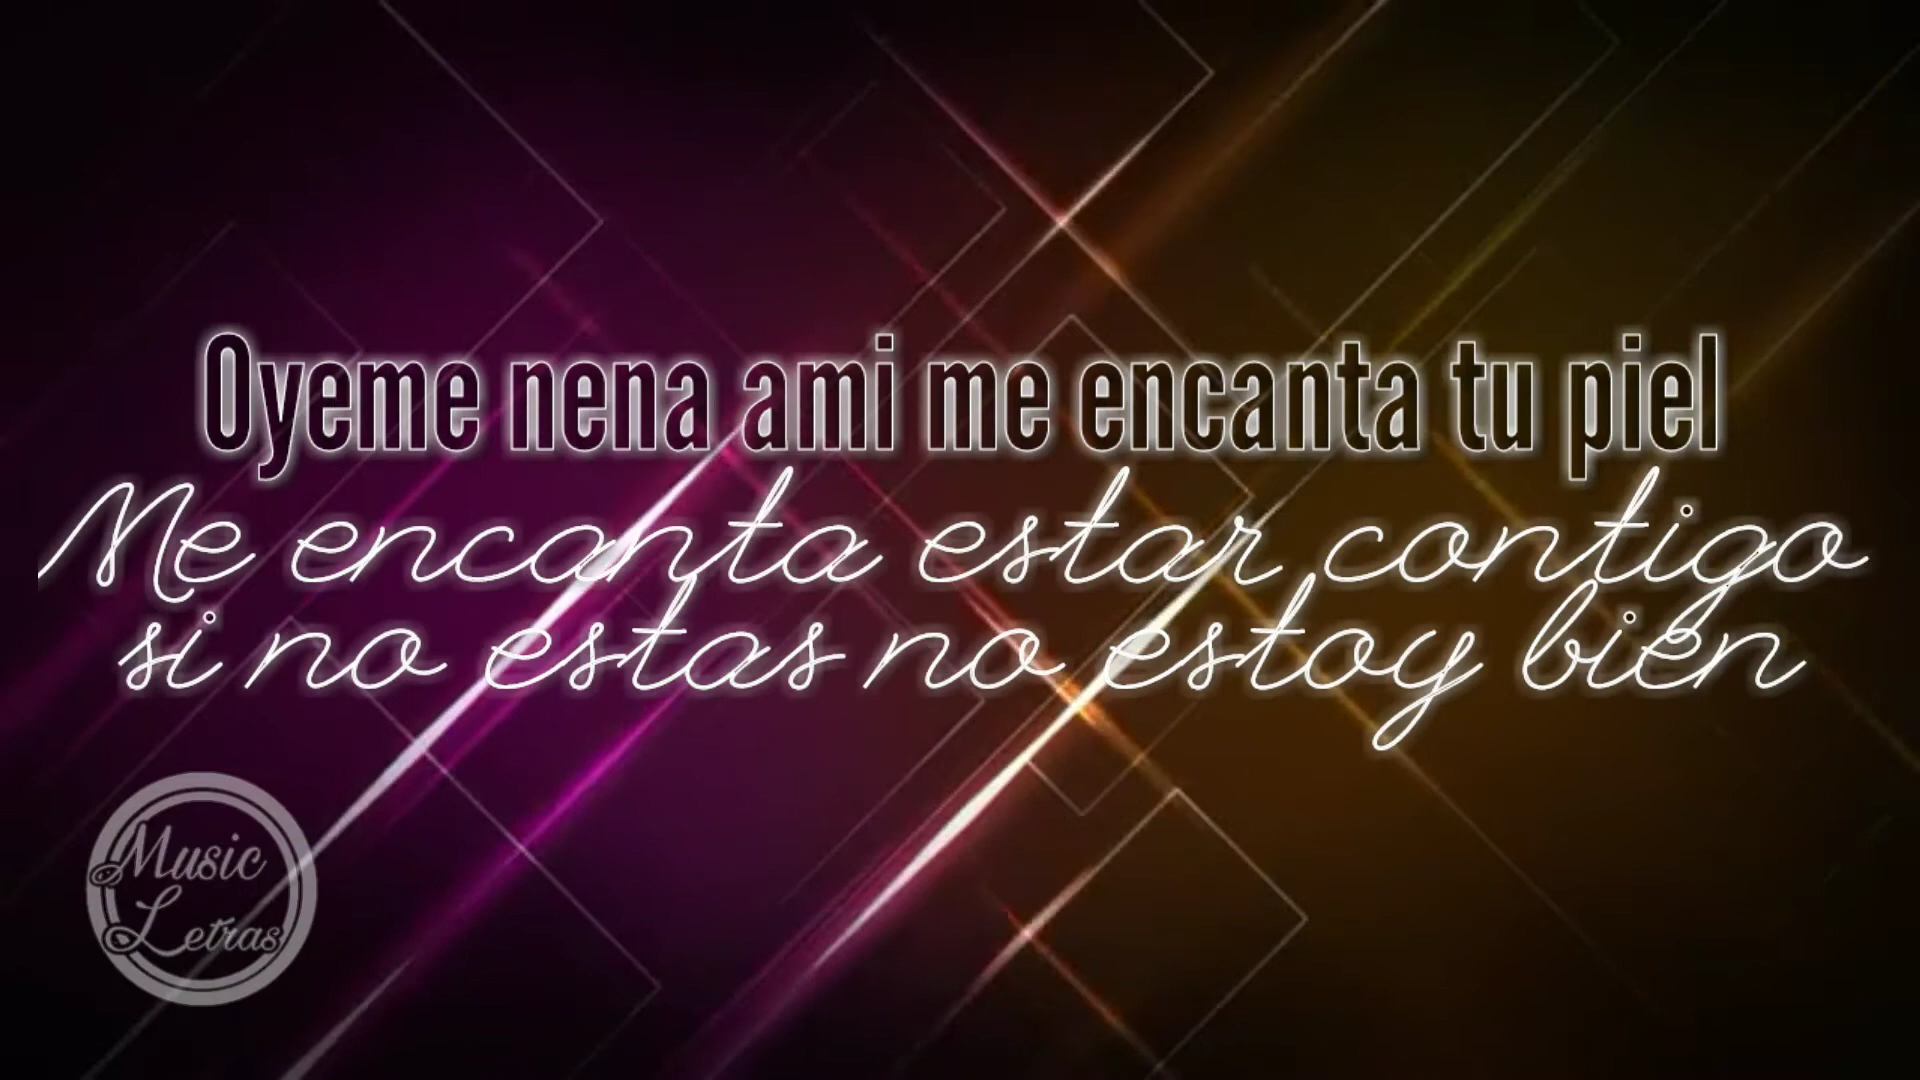 Oyeme nena ami me encanta tu piel
Me encanta estar contigo
si no estas no estoy bien
Music
Letras